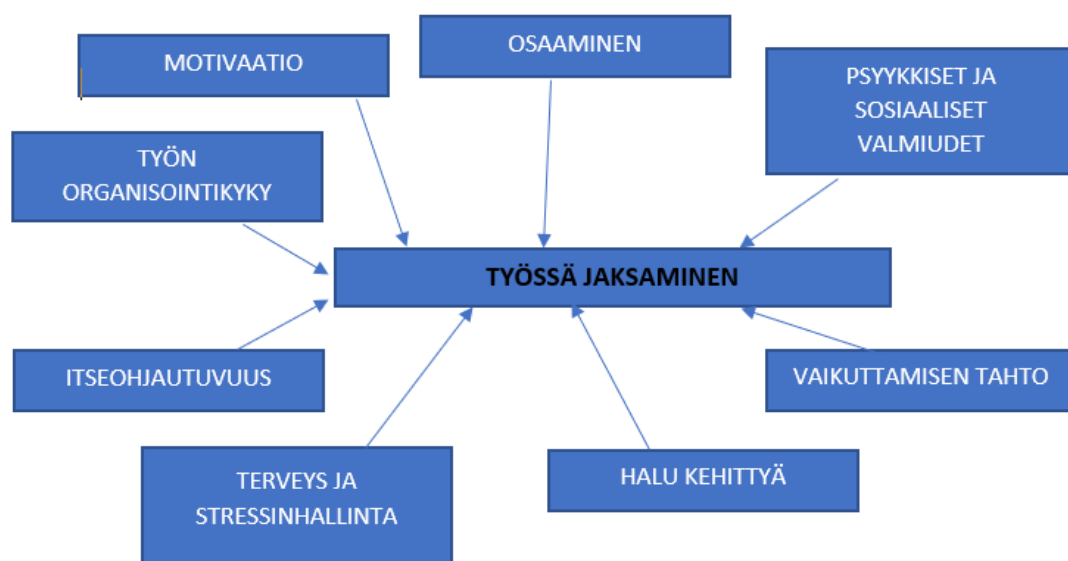 MOTIVAATIO
OSAAMINEN
PSYYKKISET JA
SOSIAALISET
VALMIUDET
TYÖN
ORGANISOINTIKYKY
TYÖSSÄ JAKSAMINEN
ITSEOHJAUTUVUUS
VAIKUTTAMISEN TAHTO
TERVEYS JA
STRESSINHALLINTA
HALU KEHITTYÄ